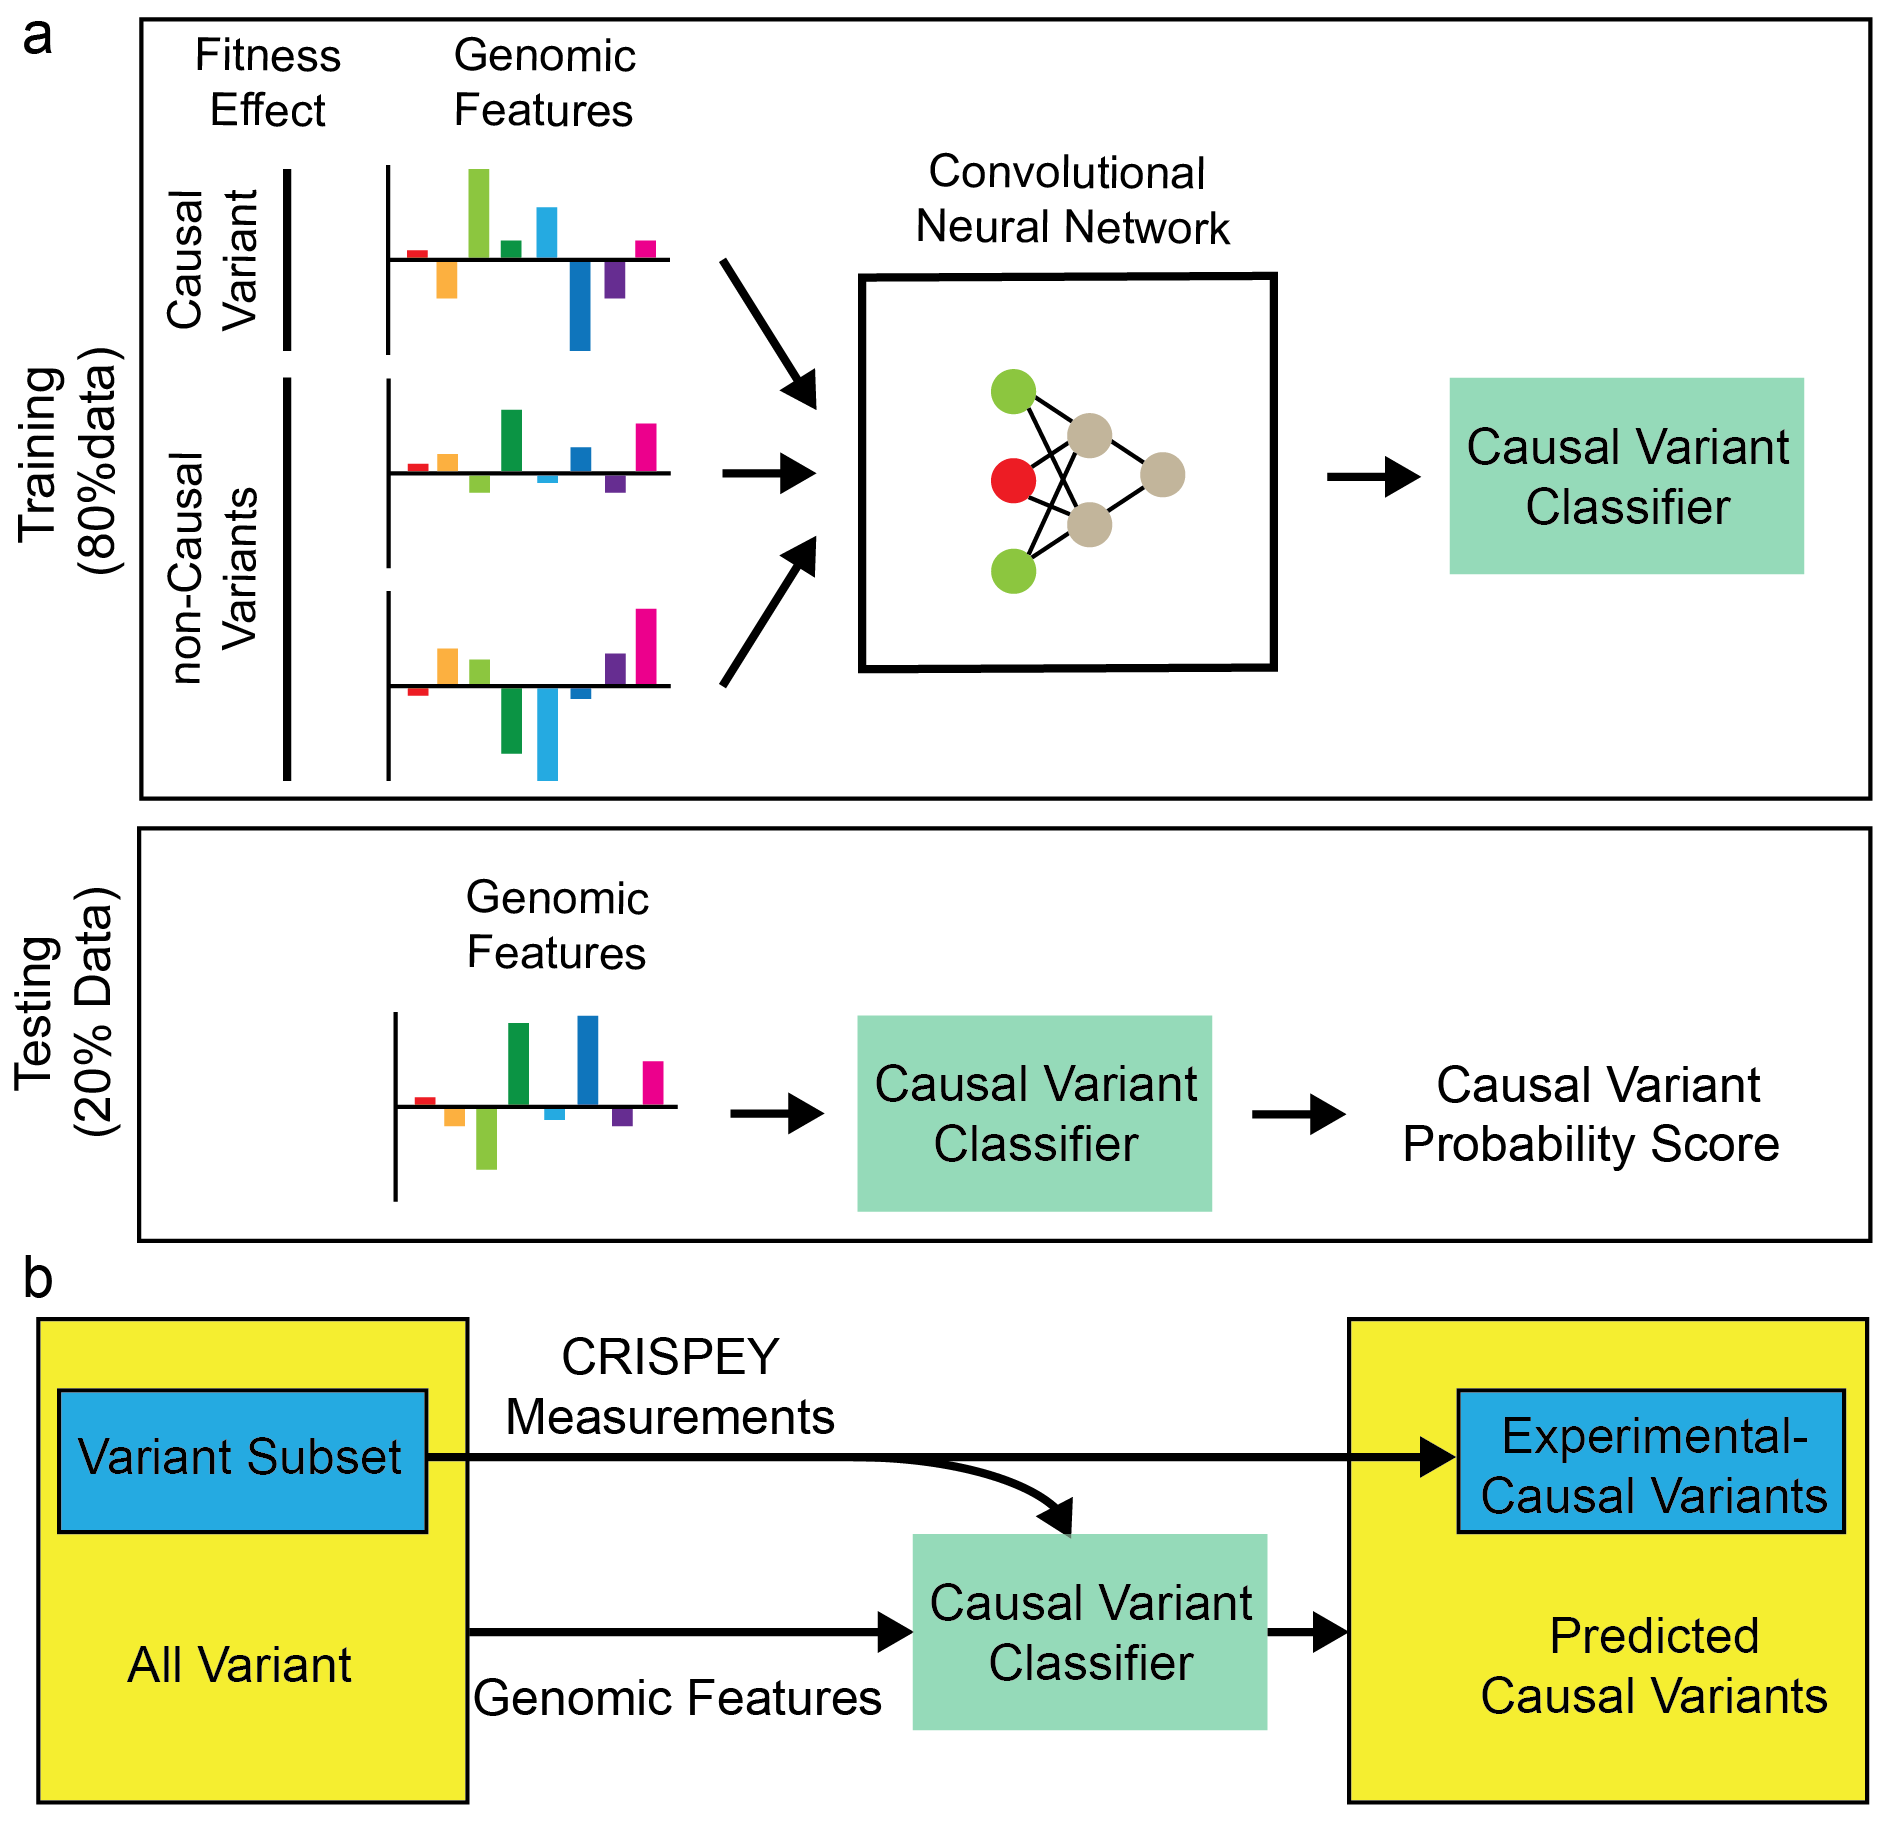 a
Fitness
Effect
Genomic
Features
Causal
Variant
non-Causal
Variants
Training
(80%data)
Convolutional
Neural Network
Causal Variant
Classifier
Testing
(20% Data)
Genomic
Features
Causal Variant
Classifier
Causal Variant
Probability Score
b
Variant Subset
All Variant
CRISPEY
Measurements
Genomic Features
Causal Variant
Classifier
Experimental-
Causal Variants
Predicted
Causal Variants